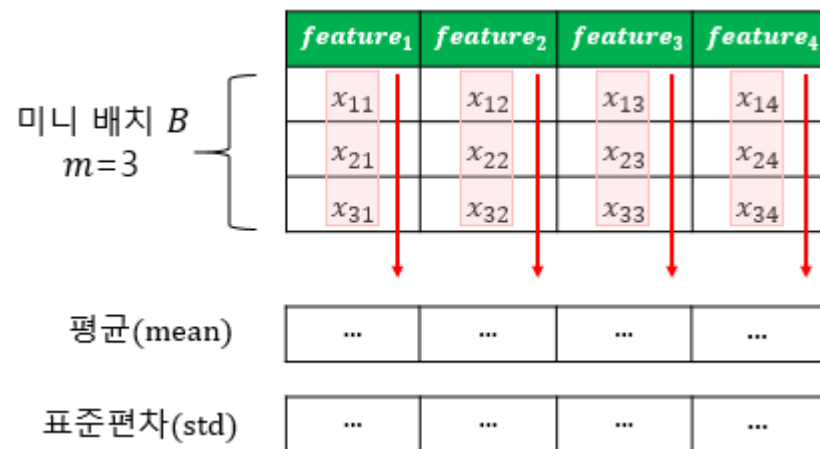 feature₁ feature₂ feature₃ feature₄
x₁₁ x₁₂ x₁₃ x₁₄
미니 배치 B
m=3
x₂₁ x₂₂ x₂₃ x₂₄
x₃₁ x₃₂ x₃₃ x₃₄
평균(mean) ... ... ... ...
표준편차(std) ... ... ... ...